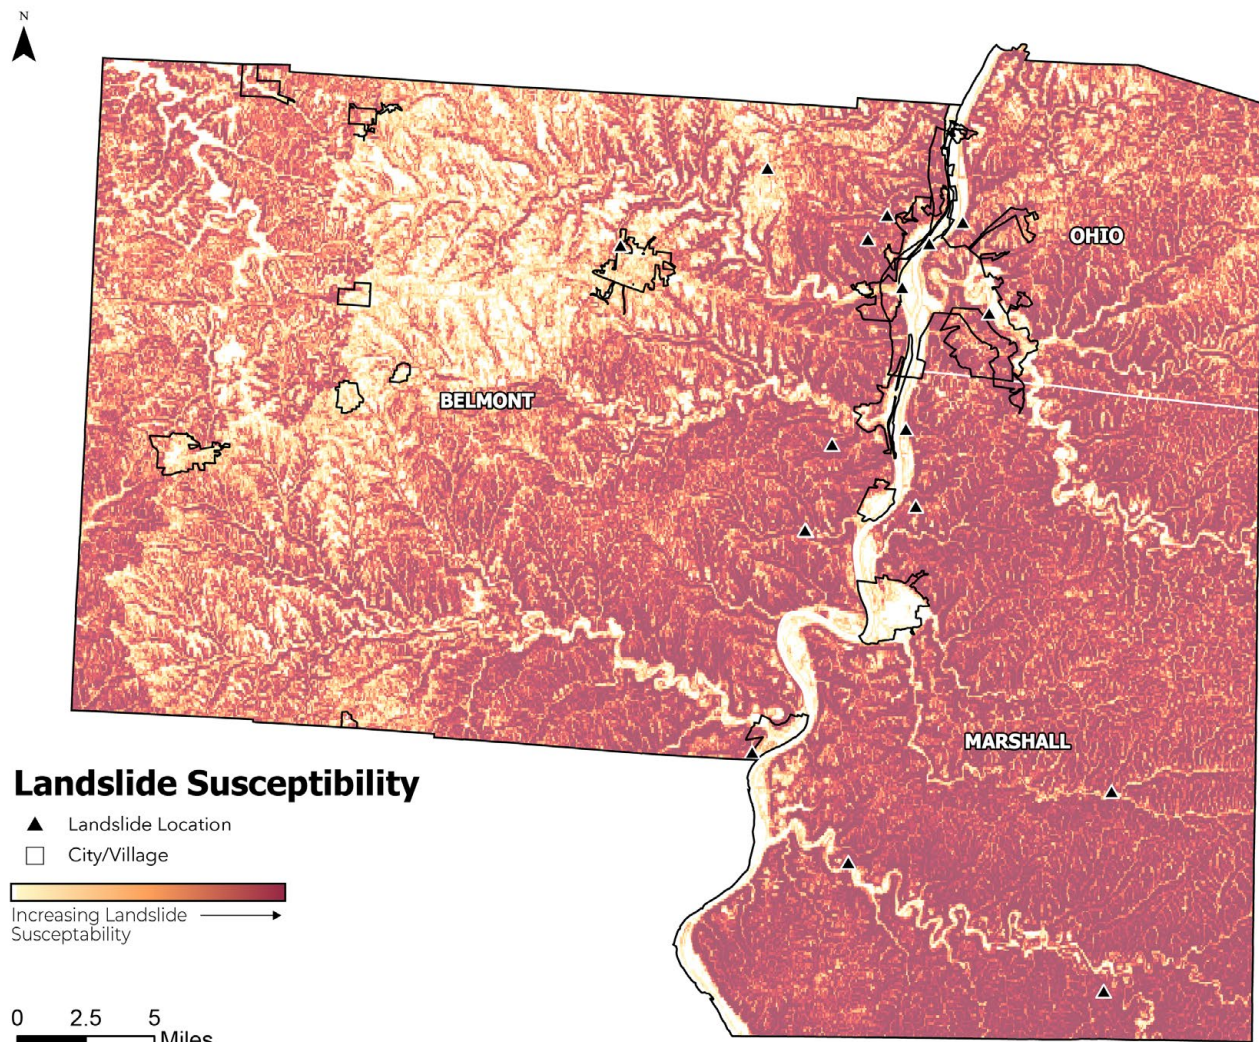 N
OHIO
BELMONT
MARSHALL
Landslide Susceptibility
Landslide Location
City/Village
Increasing Landslide
Susceptability
0 2.5 5
Miles